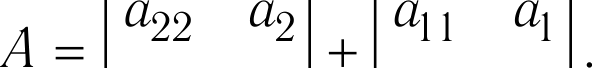 A = | a₂₂ a₂ | + | a₁₁ a₁ | .